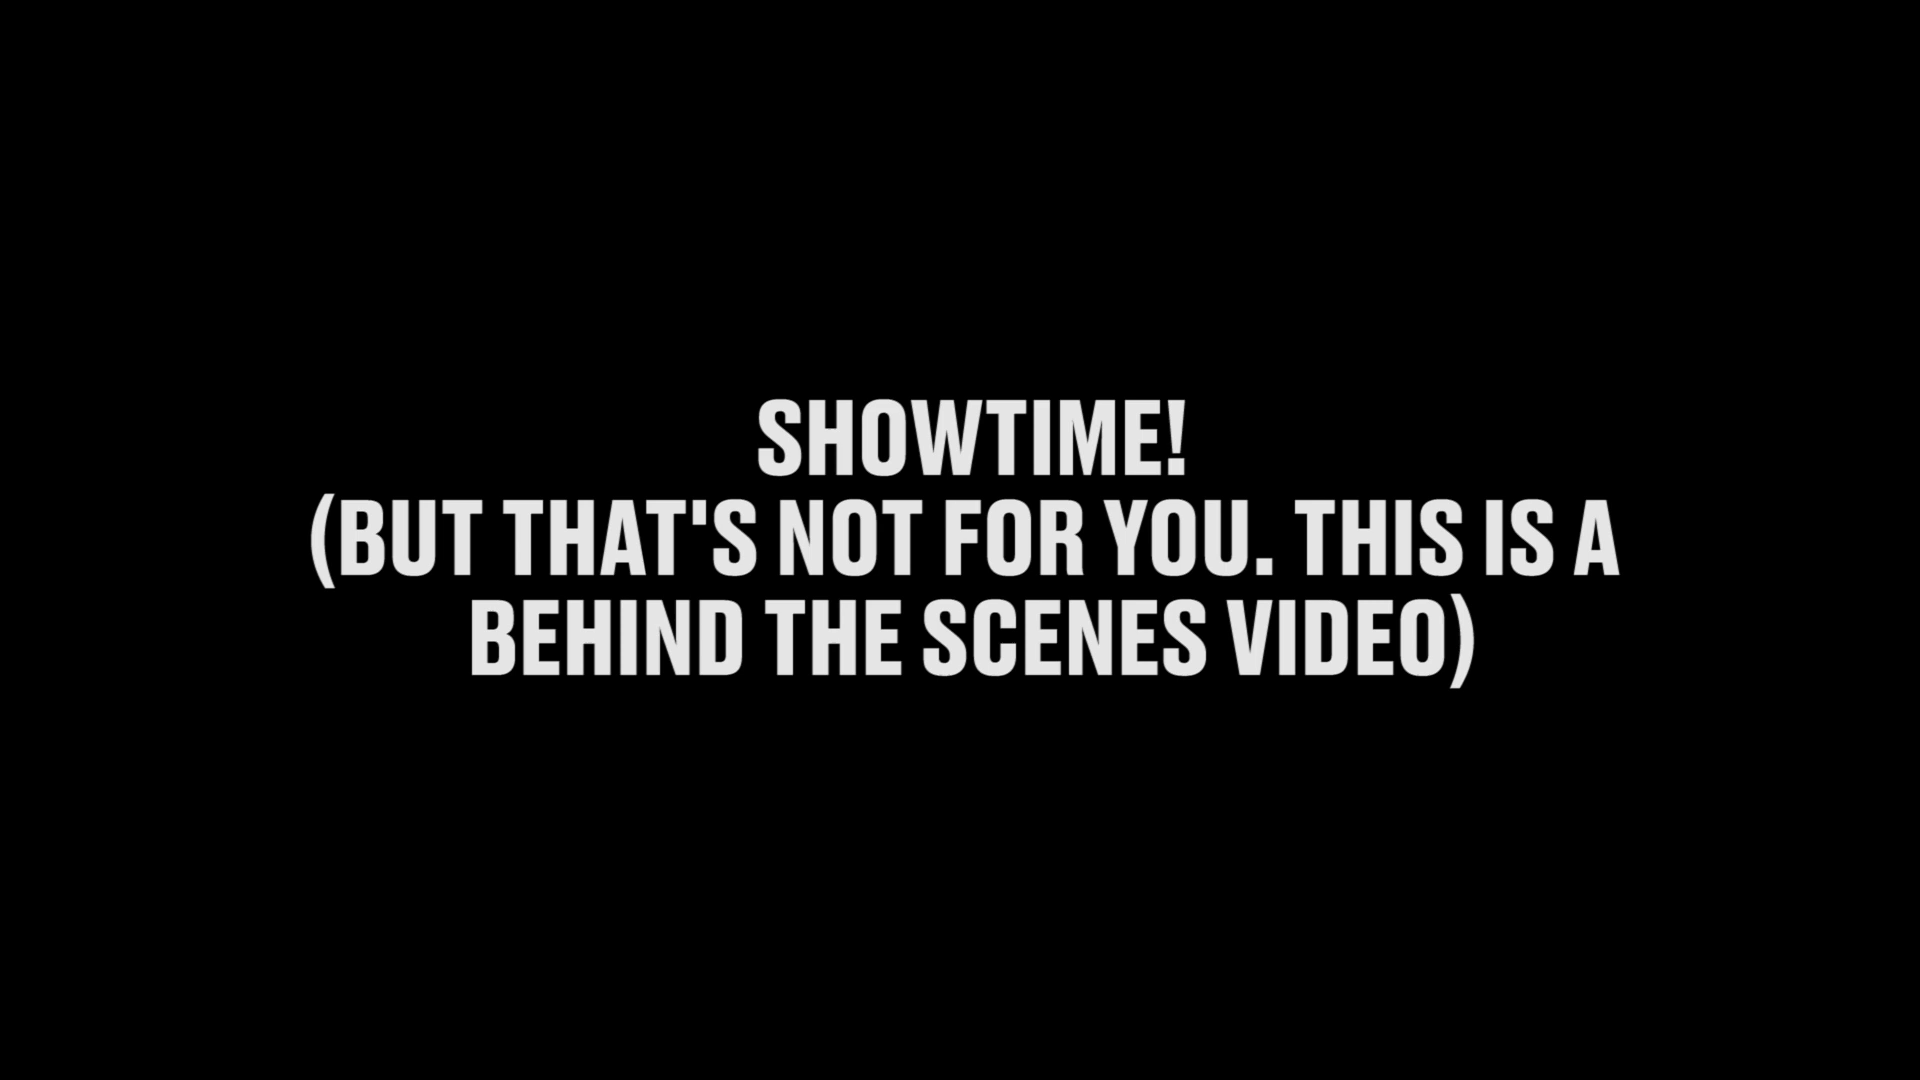 SHOWTIME!
(BUT THAT'S NOT FOR YOU. THIS IS A
BEHIND THE SCENES VIDEO)